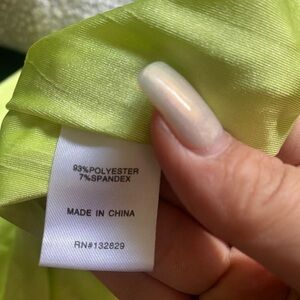 93%POLYESTER
7%SPANDEX
MADE IN CHINA
RN#132829